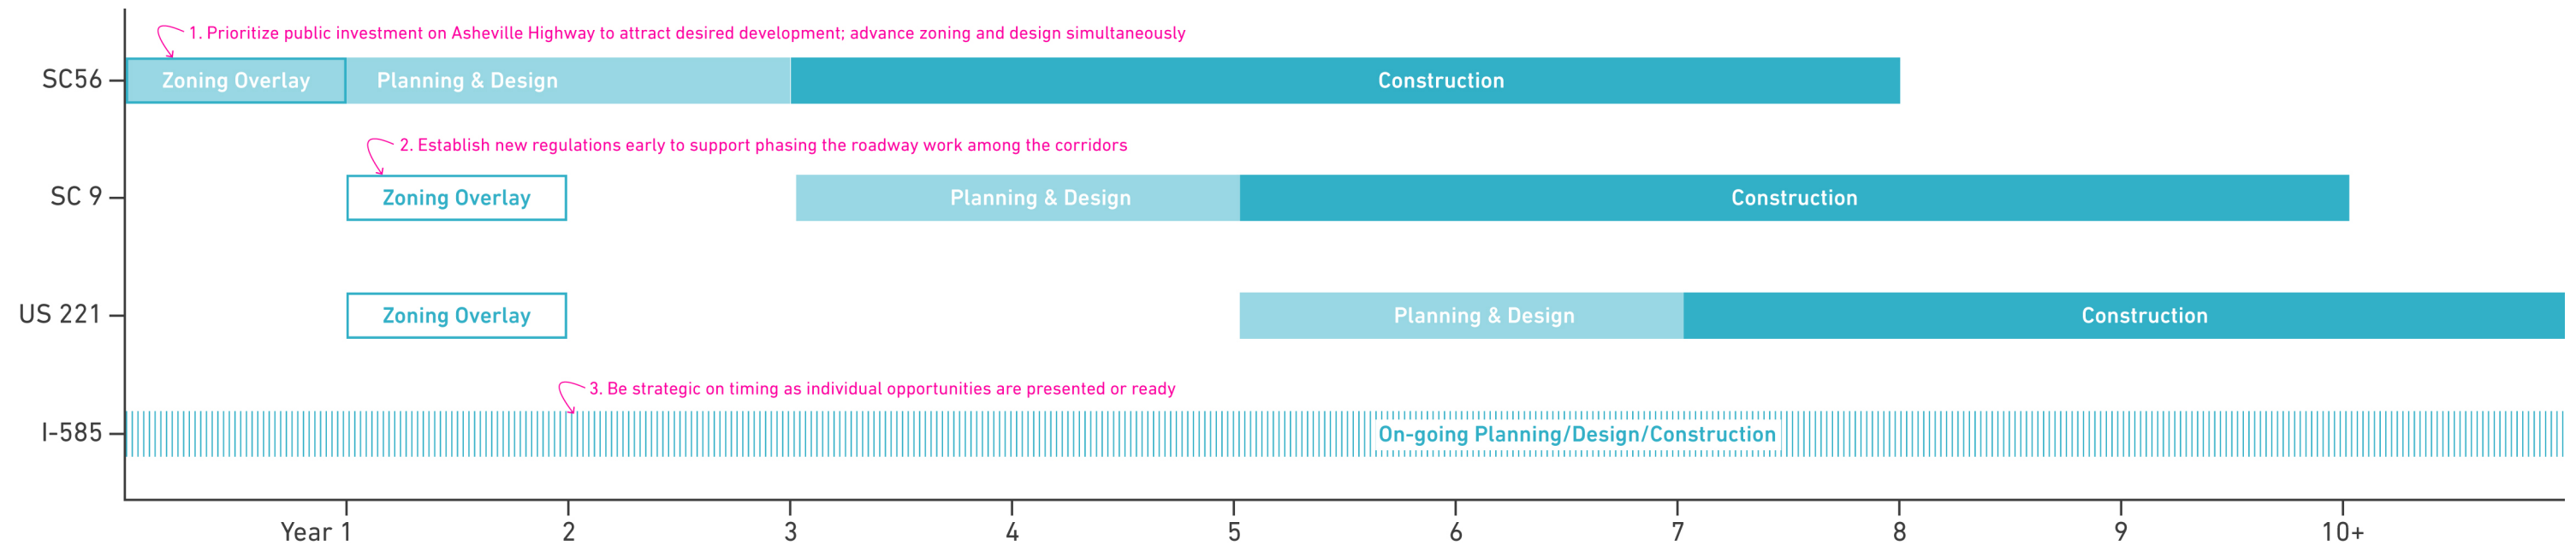 1. Prioritize public investment on Asheville Highway to attract desired development; advance zoning and design simultaneously
SC56
Zoning Overlay
Planning & Design
Construction
2. Establish new regulations early to support phasing the roadway work among the corridors
SC 9
Zoning Overlay
Planning & Design
Construction
US 221
Zoning Overlay
Planning & Design
Construction
3. Be strategic on timing as individual opportunities are presented or ready
I-585
On-going Planning/Design/Construction
Year 1
2
3
4
5
6
7
8
9
10+